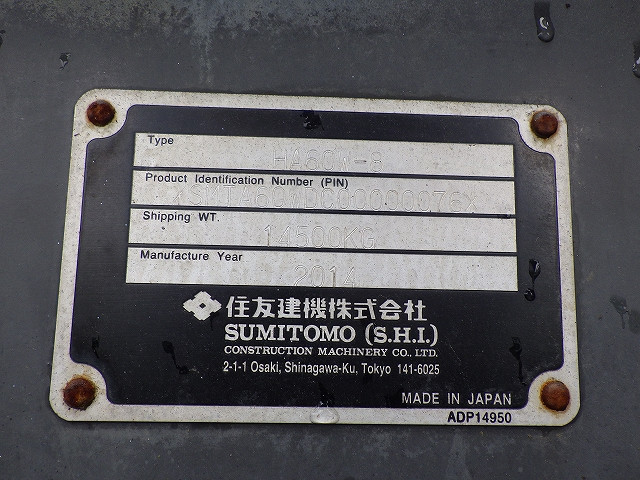 Type
HA60W-8
Product Identification Number (PIN)
Shipping WT.
14500KG
Manufacture Year
2014
住友建機株式会社
SUMITOMO (S.H.I.)
CONSTRUCTION MACHINERY CO., LTD.
2-1-1 Osaki, Shinagawa-Ku, Tokyo 141-6025
MADE IN JAPAN
ADP14950